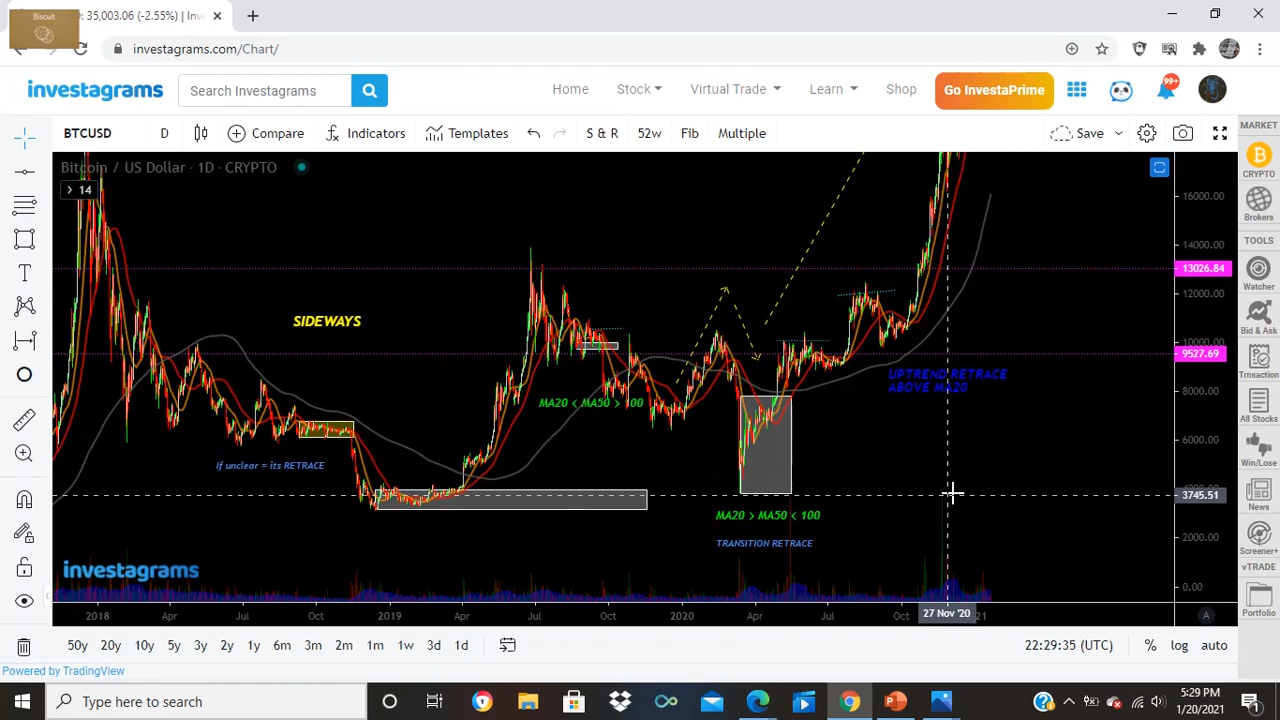 Biscuit
: 35,003.06 (-2.55%) | Inv
investagrams.com/Chart/
investagrams
Search Investagrams
Home
Stock
Virtual Trade
Learn
Shop
Go InvestaPrime
99+
BTCUSD
D
Compare
Indicators
Templates
S & R
52w
Fib
Multiple
Save
Bitcoin / US Dollar · 1D · CRYPTO
14
SIDEWAYS
MA20 < MA50 > 100
If unclear = its RETRACE
UPTREND RETRACE
ABOVE MA20
MA20 > MA50 < 100
TRANSITION RETRACE
investagrams
16000.00
14000.00
13026.84
12000.00
10000.00
9527.69
8000.00
6000.00
3745.51
2000.00
0.00
2018
Apr
Jul
Oct
2019
Apr
Jul
Oct
2020
Apr
Jul
Oct
27 Nov '20
21
A
MARKET
CRYPTO
Brokers
TOOLS
Watcher
Bid & Ask
Trnsaction
All Stocks
Win/Lose
News
Screener+
vTRADE
Portfolio
50y
20y
10y
5y
3y
2y
1y
6m
3m
2m
1m
1w
3d
1d
22:29:35 (UTC)
%
log
auto
Powered by TradingView
Type here to search
5:29 PM
1/20/2021
1